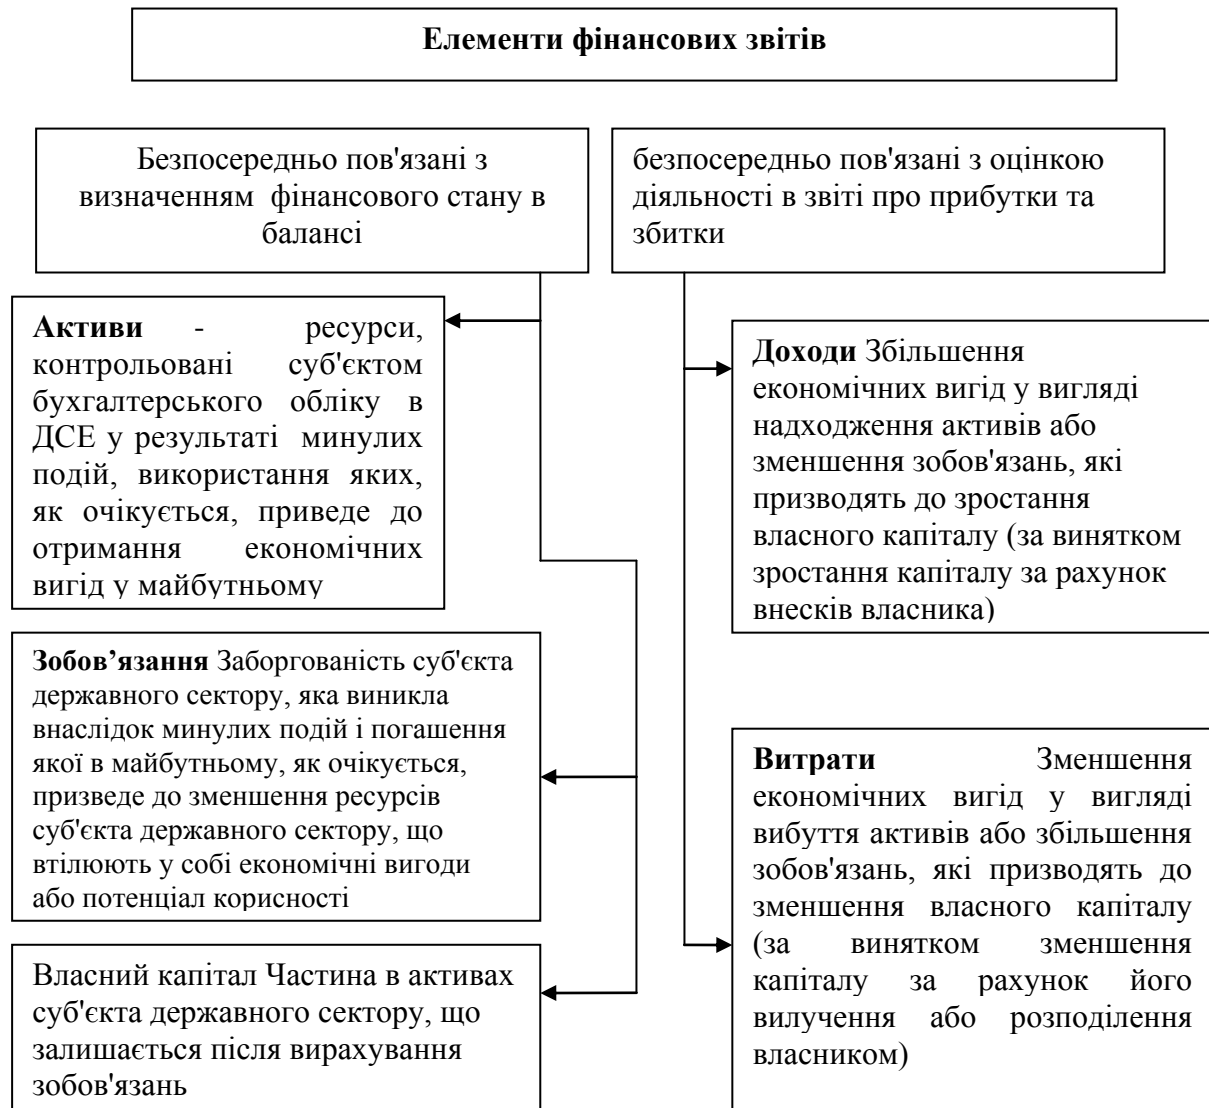 Елементи фінансових звітів
Безпосередньо пов'язані з
визначенням фінансового стану в
балансі
безпосередньо пов'язані з оцінкою
діяльності в звіті про прибутки та
збитки
Активи - ресурси,
контрольовані суб'єктом
бухгалтерського обліку в
ДСЕ у результаті минулих
подій, використання яких,
як очікується, приведе до
отримання економічних
вигід у майбутньому
Зобов’язання Заборгованість суб'єкта
державного сектору, яка виникла
внаслідок минулих подій і погашення
якої в майбутньому, як очікується,
призведе до зменшення ресурсів
суб'єкта державного сектору, що
втілюють у собі економічні вигоди
або потенціал корисності
Власний капітал Частина в активах
суб'єкта державного сектору, що
залишається після вирахування
зобов'язань
Доходи Збільшення
економічних вигід у вигляді
надходження активів або
зменшення зобов'язань, які
призводять до зростання
власного капіталу (за винятком
зростання капіталу за рахунок
внесків власника)
Витрати Зменшення
економічних вигід у вигляді
вибуття активів або збільшення
зобов'язань, які призводять до
зменшення власного капіталу
(за винятком зменшення
капіталу за рахунок його
вилучення або розподілення
власником)